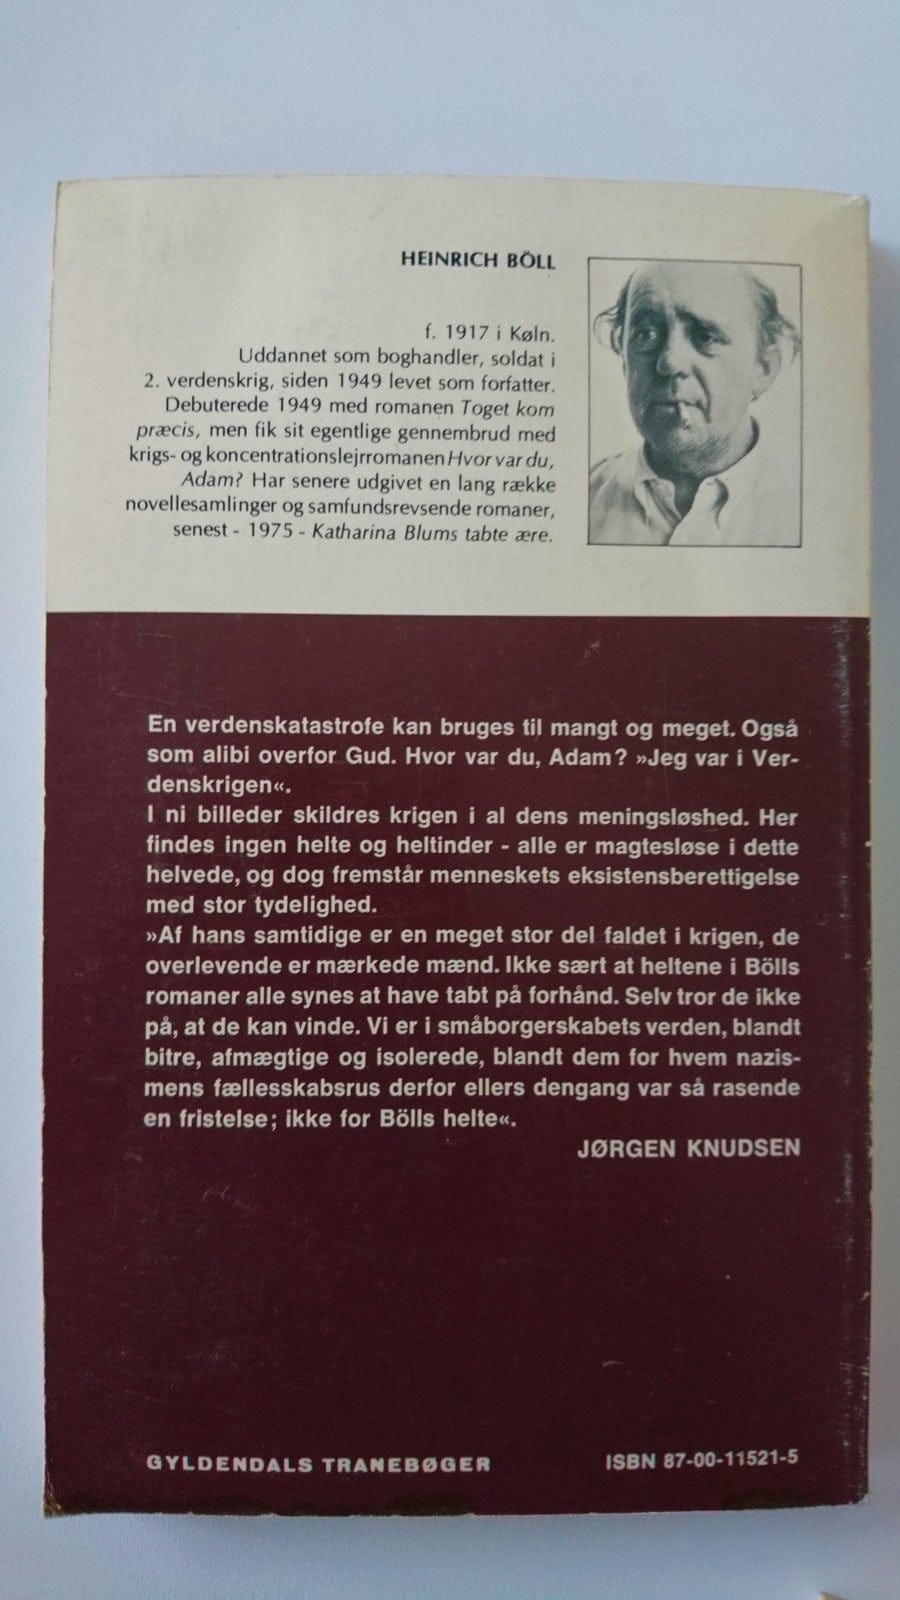 HEINRICH BÖLL
f. 1917 i Køln.
Uddannet som boghandler, soldat i
2. verdenskrig, siden 1949 levet som forfatter.
Debuterede 1949 med romanen Toget kom
præcis, men fik sit egentlige gennembrud med
krigs- og koncentrationslejrromanen Hvor var du,
Adam? Har senere udgivet en lang række
novellesamlinger og samfundsrevsende romaner,
senest - 1975 - Katharina Blums tabte ære.
En verdenskatastrofe kan bruges til mangt og meget. Også
som alibi overfor Gud. Hvor var du, Adam? »Jeg var i Ver-
denskrigen«.
I ni billeder skildres krigen i al dens meningsløshed. Her
findes ingen helte og heltinder - alle er magtesløse i dette
helvede, og dog fremstår menneskets eksistensberettigelse
med stor tydelighed.
»Af hans samtidige er en meget stor del faldet i krigen, de
overlevende er mærkede mænd. Ikke sært at heltene i Bölls
romaner alle synes at have tabt på forhånd. Selv tror de ikke
på, at de kan vinde. Vi er i småborgerskabets verden, blandt
bitre, afmægtige og isolerede, blandt dem for hvem nazis-
mens fællesskabsrus derfor ellers dengang var så rasende
en fristelse; ikke for Bölls helte«.
JØRGEN KNUDSEN
GYLDENDALS TRANEBØGER
ISBN 87-00-11521-5